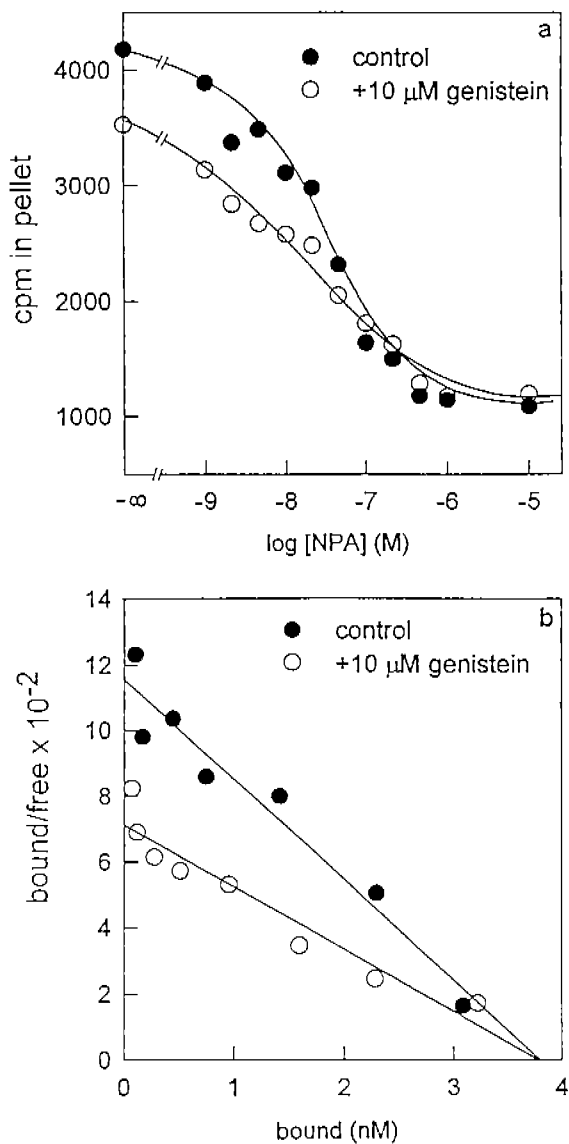 a
control
+10 μM genistein
4000
3000
2000
1000
cpm in pellet
-∞ -9 -8 -7 -6 -5
log [NPA] (M)
b
control
+10 μM genistein
14
12
10
8
6
4
2
0
bound/free x 10-2
0 1 2 3 4
bound (nM)